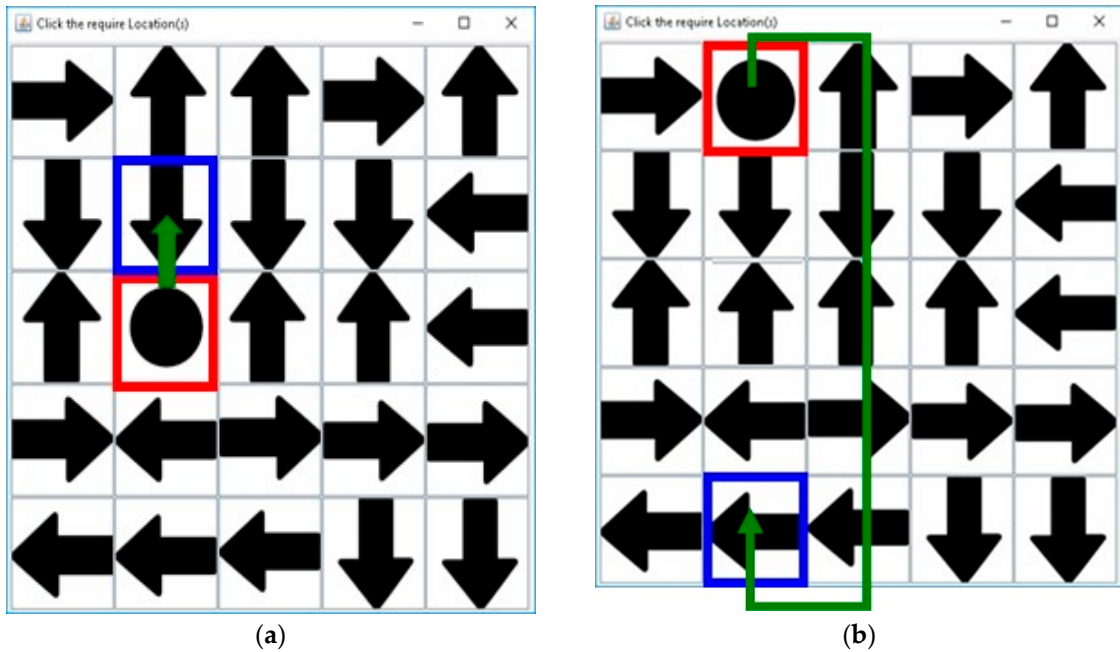 Click the require Location(s)
Click the require Location(s)
(a)
(b)